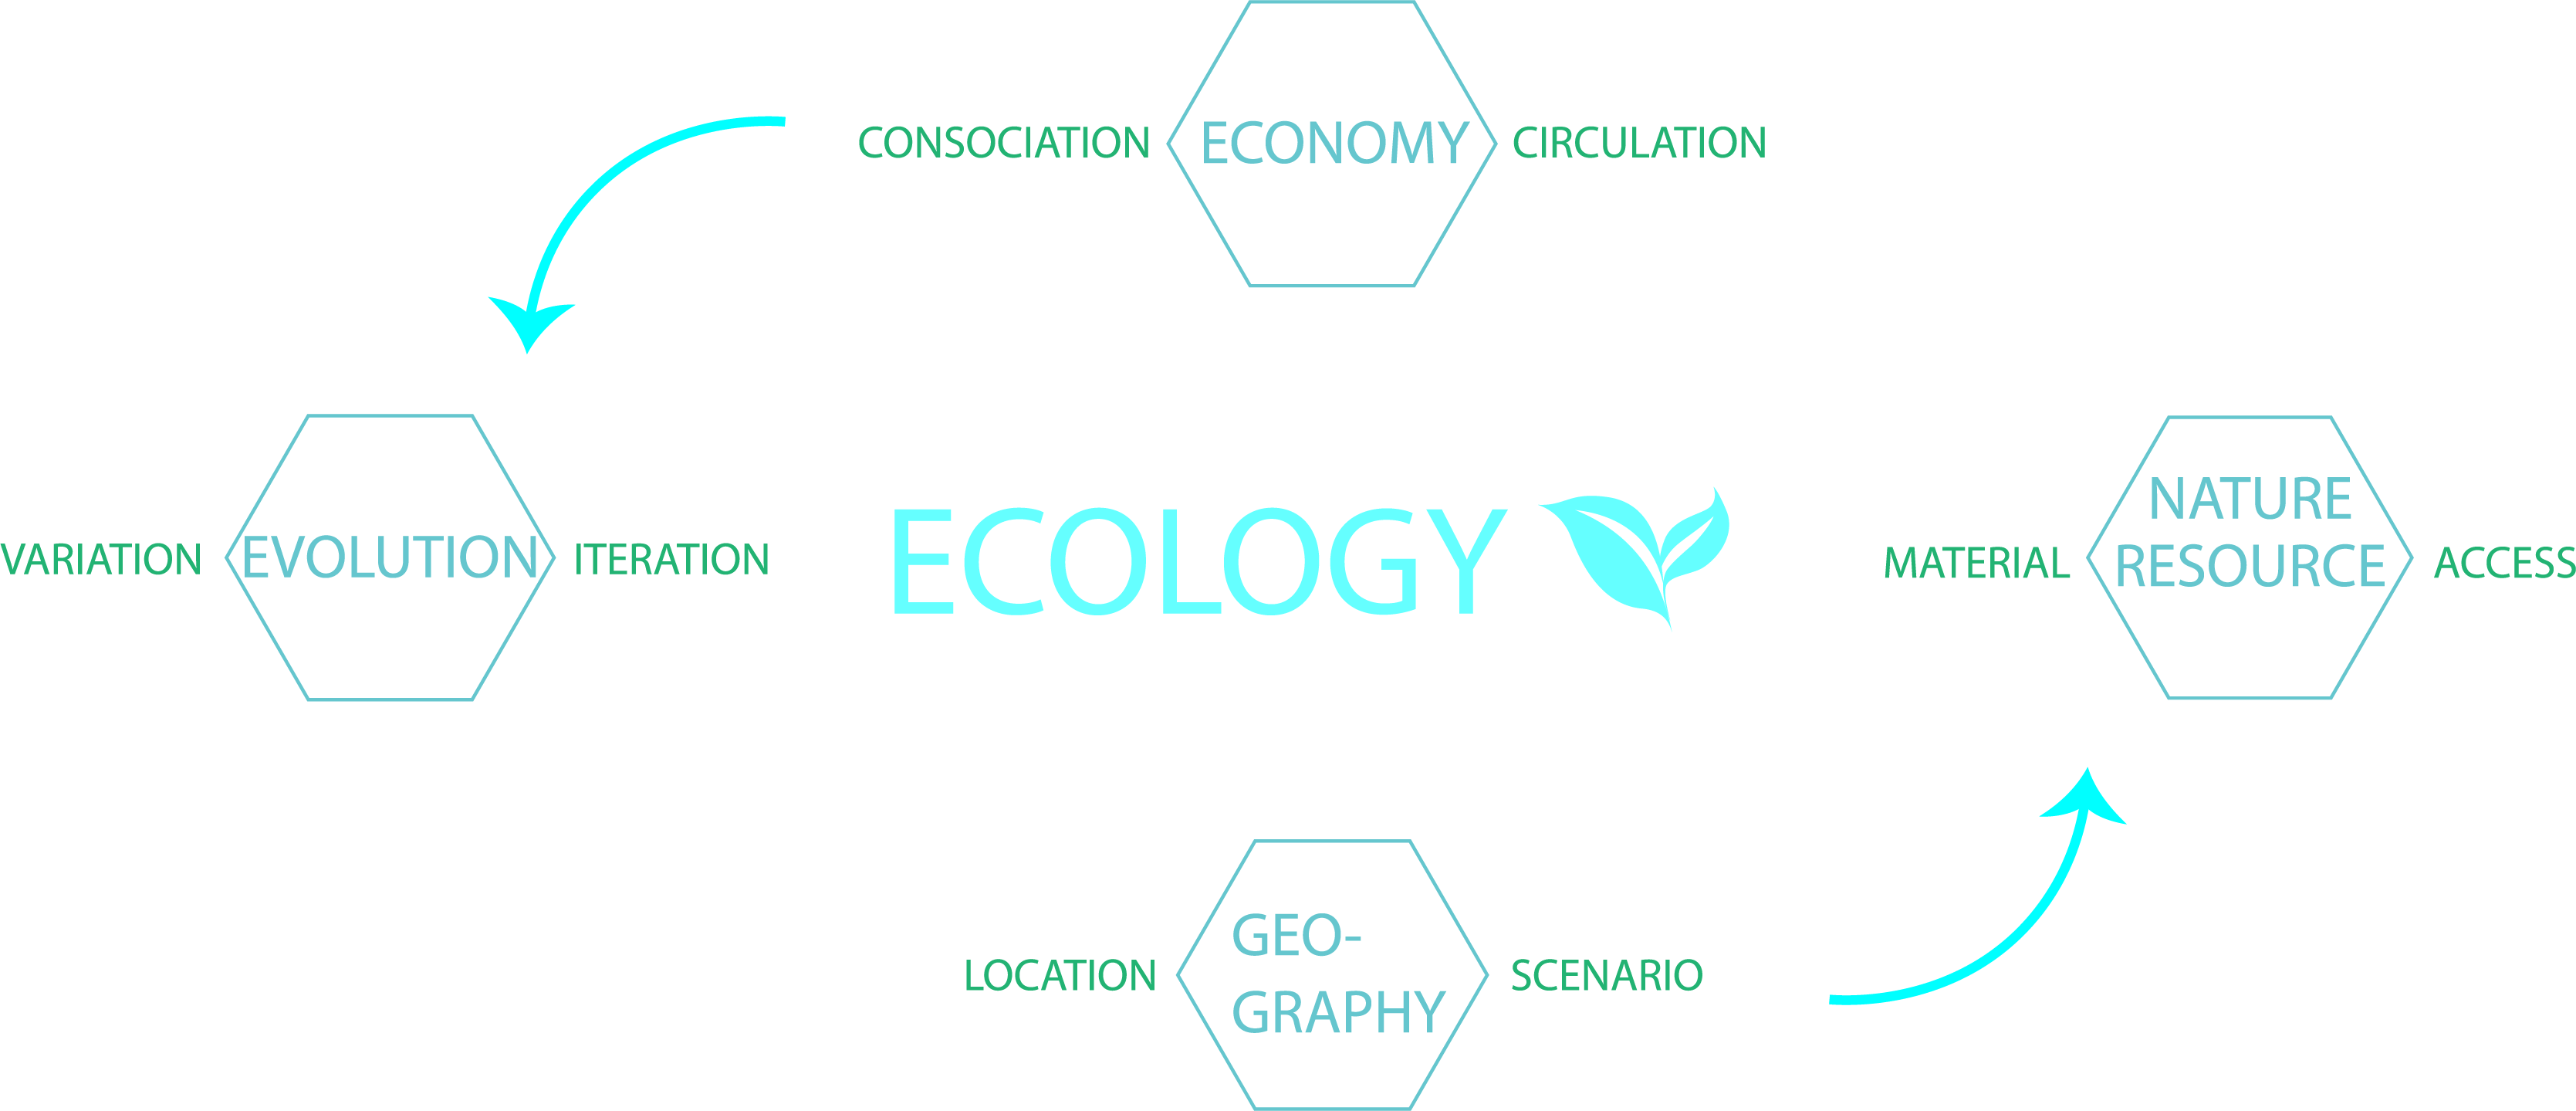 CONSOCIATION ECONOMY CIRCULATION
VARIATION EVOLUTION ITERATION
ECOLOGY
MATERIAL NATURE
RESOURCE ACCESS
LOCATION GEO-
GRAPHY SCENARIO